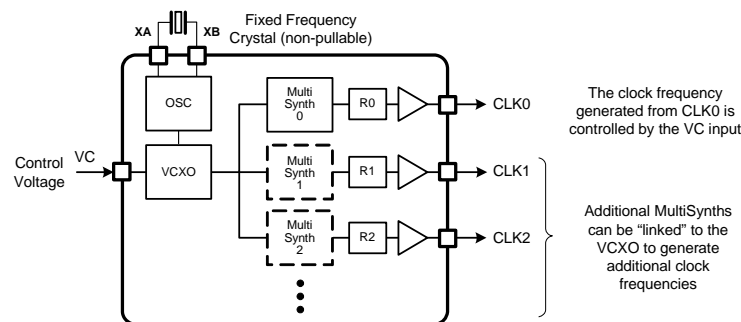 Fixed Frequency
Crystal (non-pullable)
XA
XB
OSC
Multi
Synth
0
R0
CLK0
The clock frequency
generated from CLK0 is
controlled by the VC input
Control
Voltage
VC
VCXO
Multi
Synth
1
R1
CLK1
Multi
Synth
2
R2
CLK2
Additional MultiSynths
can be “linked” to the
VCXO to generate
additional clock
frequencies